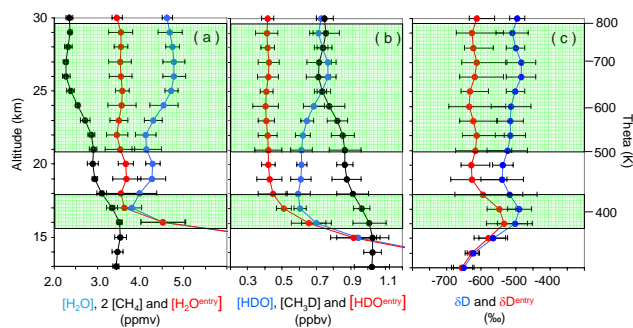 30
25
20
15
Altitude (km)
( a )
( b )
( c )
800
700
600
500
400
Theta (K)
2.0 3.0 4.0 5.0
0.3 0.5 0.7 0.9 1.1
-700 -600 -500 -400 -300
[H₂O], 2 [CH₄] and [H₂Oᵉⁿᵗʳʸ]
(ppmv)
[HDO], [CH₃D] and [HDOᵉⁿᵗʳʸ]
(ppbv)
δD and δDᵉⁿᵗʳʸ
(‰)